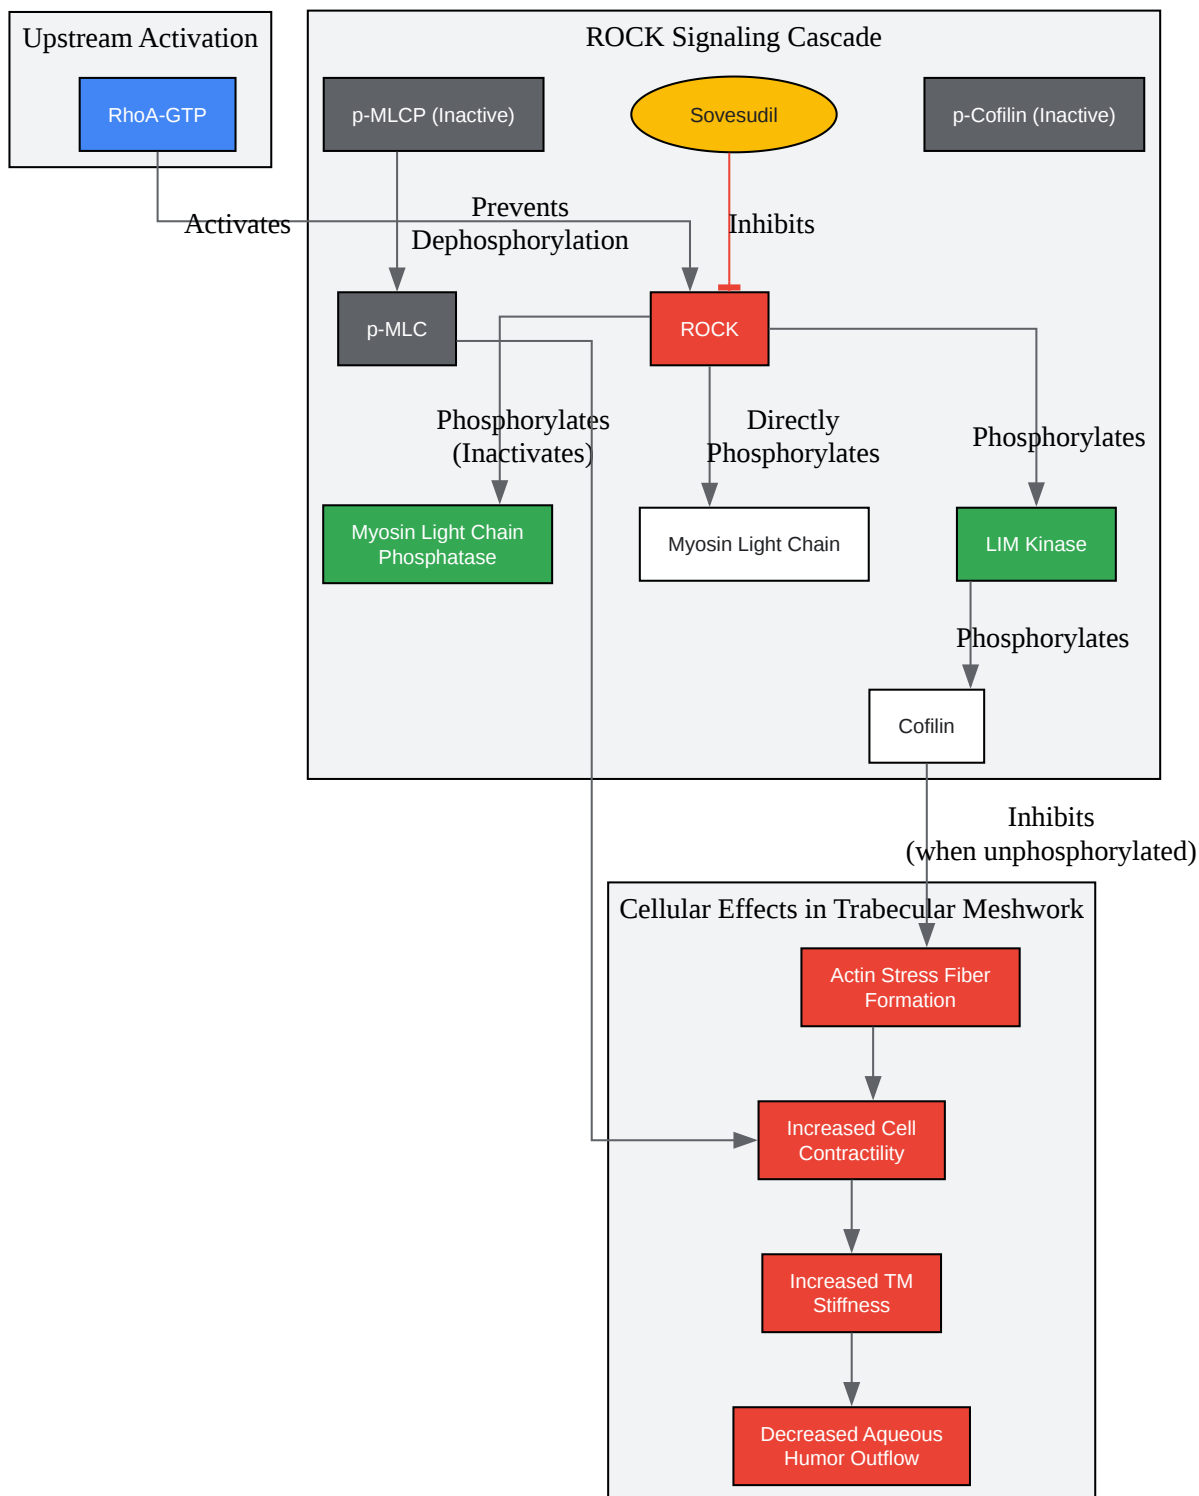 Upstream Activation
ROCK Signaling Cascade
RhoA-GTP
p-MLCP (Inactive)
Sovesudil
p-Cofilin (Inactive)
Activates
Prevents
Dephosphorylation
Inhibits
p-MLC
ROCK
Phosphorylates
(Inactivates)
Directly
Phosphorylates
Phosphorylates
Myosin Light Chain
Phosphatase
Myosin Light Chain
LIM Kinase
Phosphorylates
Cofilin
Inhibits
(when unphosphorylated)
Cellular Effects in Trabecular Meshwork
Actin Stress Fiber
Formation
Increased Cell
Contractility
Increased TM
Stiffness
Decreased Aqueous
Humor Outflow